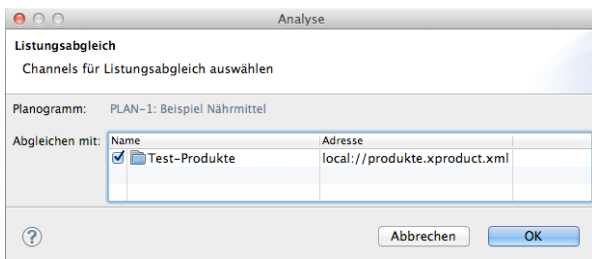 Analyse
Listungsabgleich
Channels für Listungsabgleich auswählen
Planogramm: PLAN-1: Beispiel Nährmittel
Abgleichen mit: Name Adresse
Test-Produkte local://produkte.xproduct.xml
? Abbrechen OK